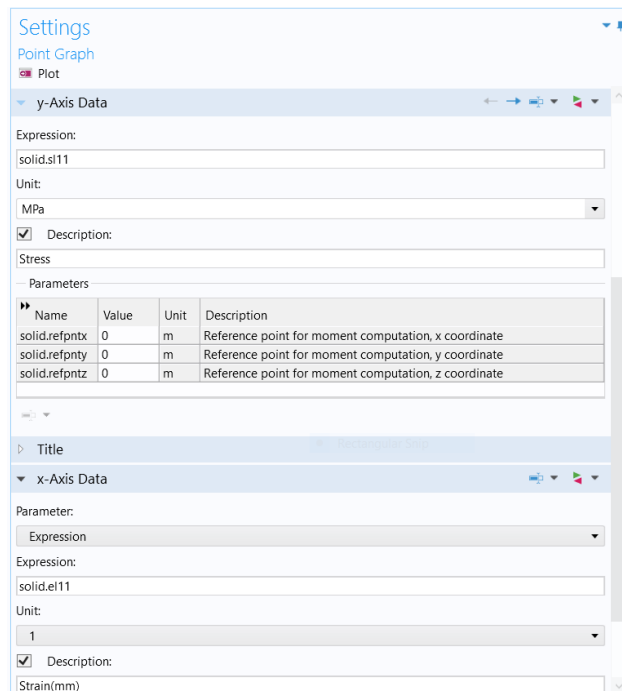 Settings
Point Graph
Plot
y-Axis Data
Expression:
solid.sl11
Unit:
MPa
Description:
Stress
Parameters
Name Value Unit Description
solid.refpntx 0 m Reference point for moment computation, x coordinate
solid.refpnty 0 m Reference point for moment computation, y coordinate
solid.refpntz 0 m Reference point for moment computation, z coordinate
Rectangular Snip
Title
x-Axis Data
Parameter:
Expression
Expression:
solid.el11
Unit:
1
Description:
Strain(mm)